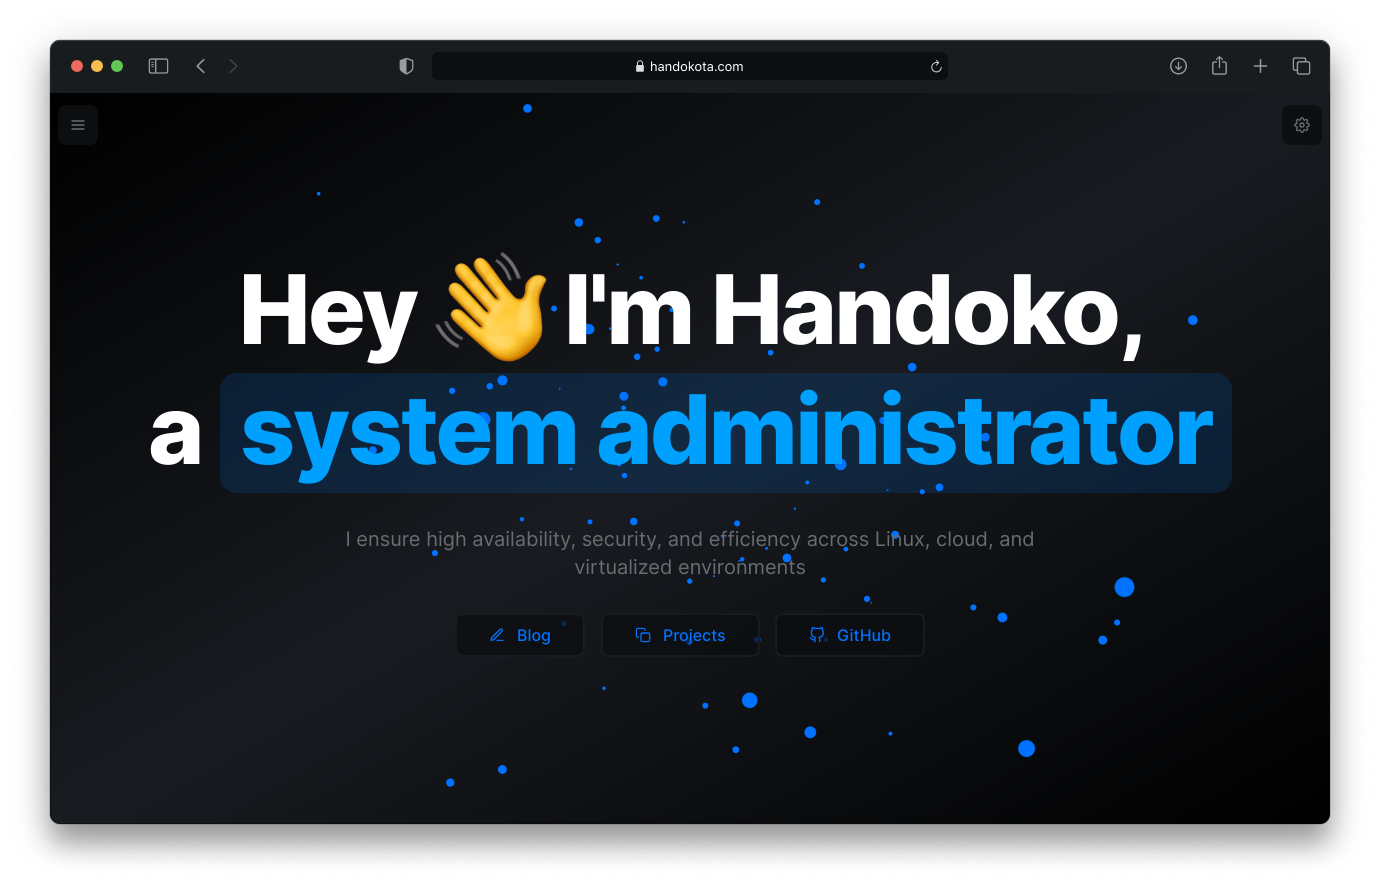 handokota.com
Hey 👋 I'm Handoko,
a system administrator
I ensure high availability, security, and efficiency across Linux, cloud, and
virtualized environments
Blog Projects GitHub